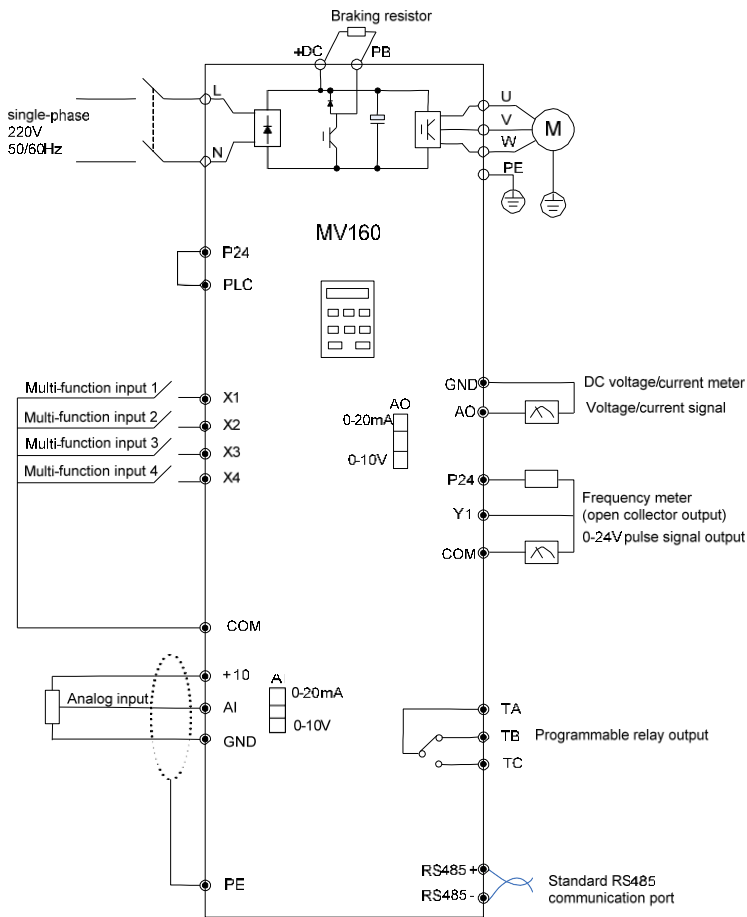 Braking resistor
+DC
PB
L
single-phase
220V
50/60Hz
N
U
V
W
M
PE
MV160
P24
PLC
Multi-function input 1
X1
Multi-function input 2
X2
Multi-function input 3
X3
Multi-function input 4
X4
AO
0-20mA
0-10V
GND
DC voltage/current meter
AO
Voltage/current signal
P24
Y1
COM
Frequency meter
(open collector output)
0-24V pulse signal output
COM
+10
A
0-20mA
Analog input
AI
0-10V
GND
TA
TB
Programmable relay output
TC
PE
RS485 +
RS485 -
Standard RS485
communication port